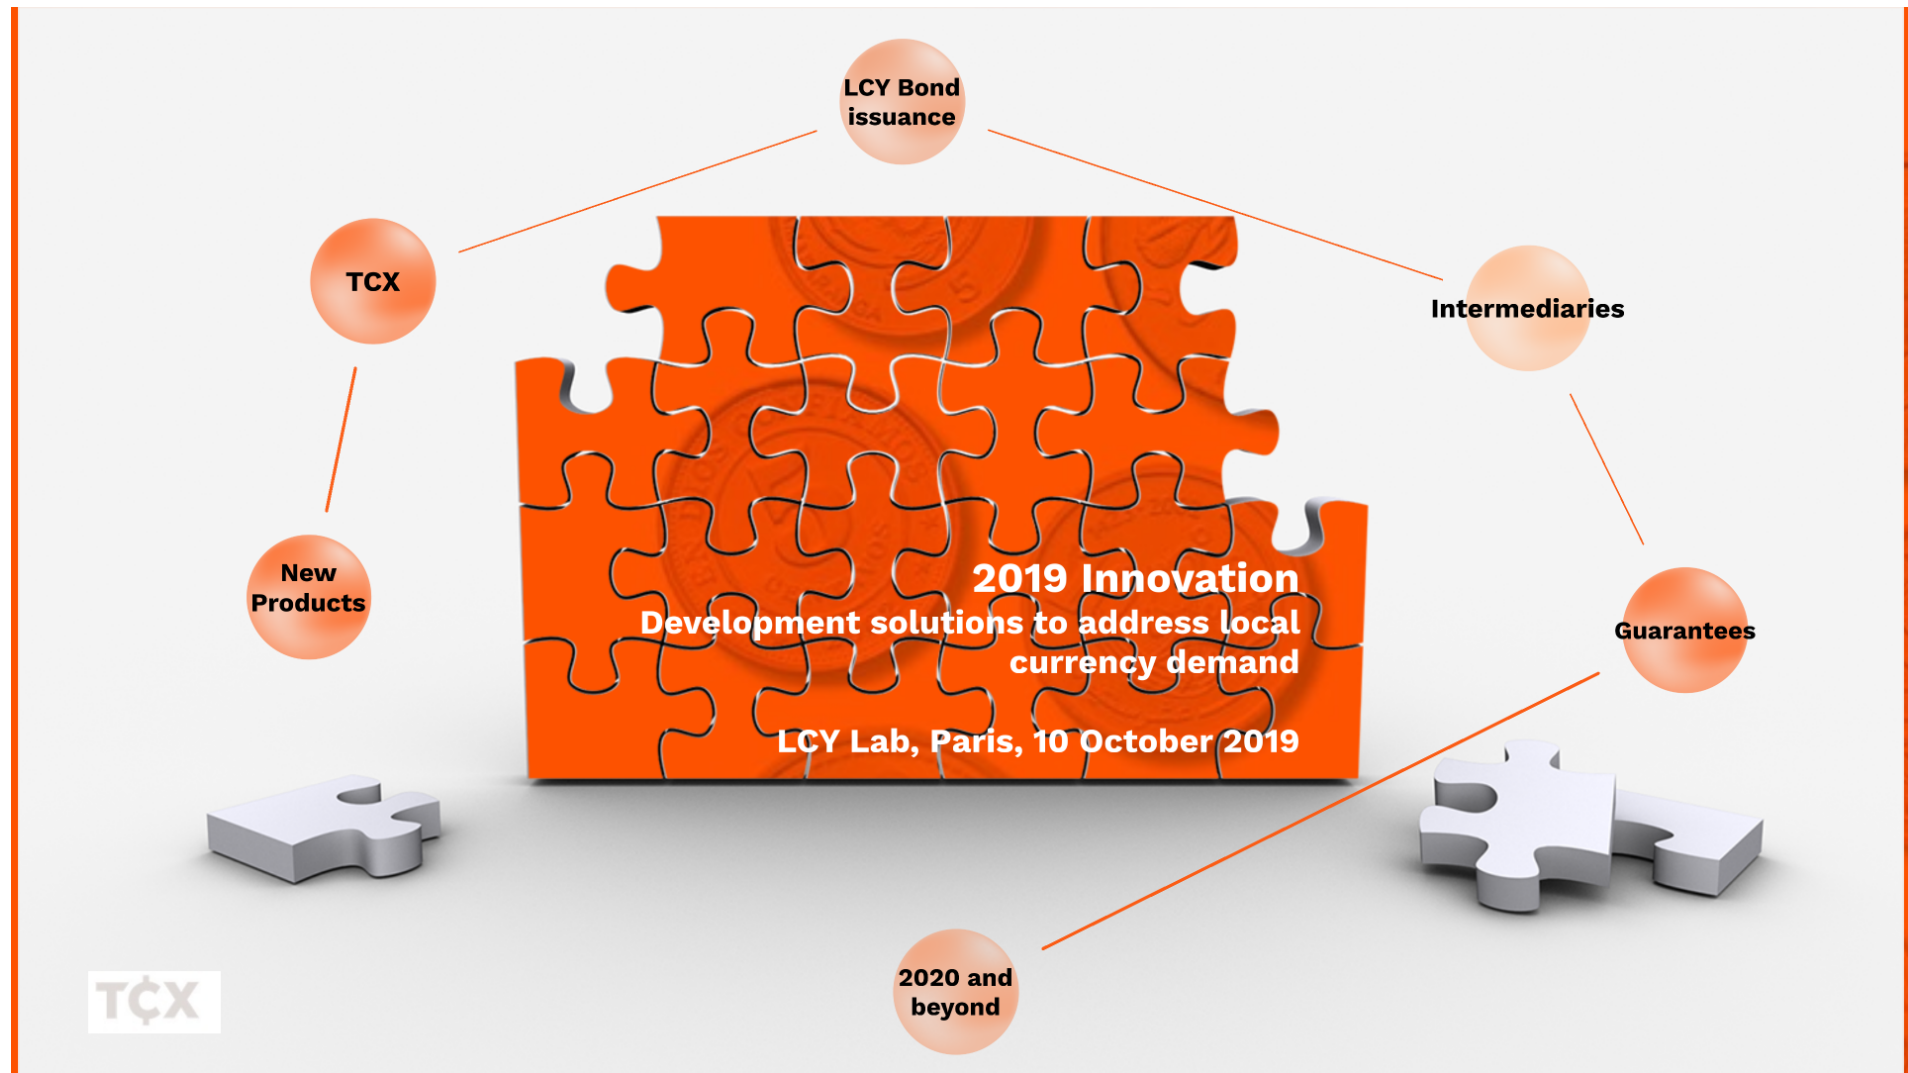 LCY Bond
issuance
TCX
Intermediaries
New
Products
Guarantees
2019 Innovation
Development solutions to address local
currency demand
LCY Lab, Paris, 10 October 2019
2020 and
beyond
T¢X